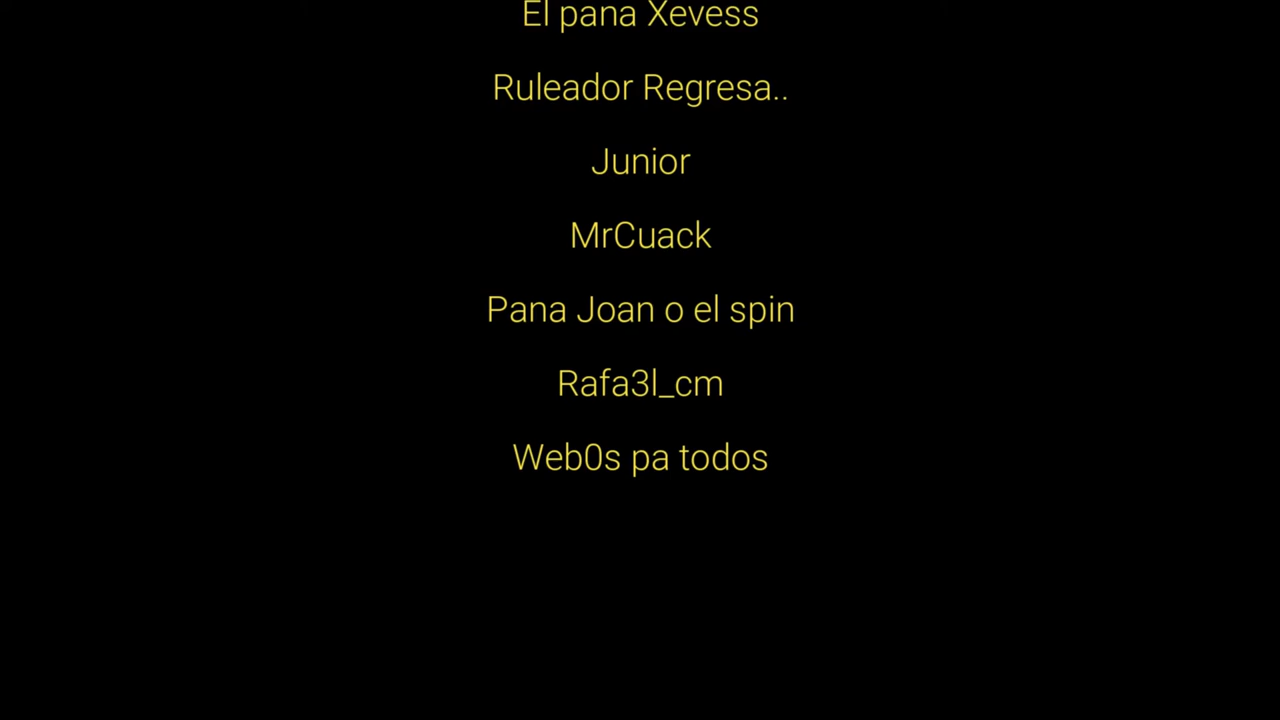 El pana Xevess
Ruleador Regresa..
Junior
MrCuack
Pana Joan o el spin
Rafa3l_cm
Web0s pa todos